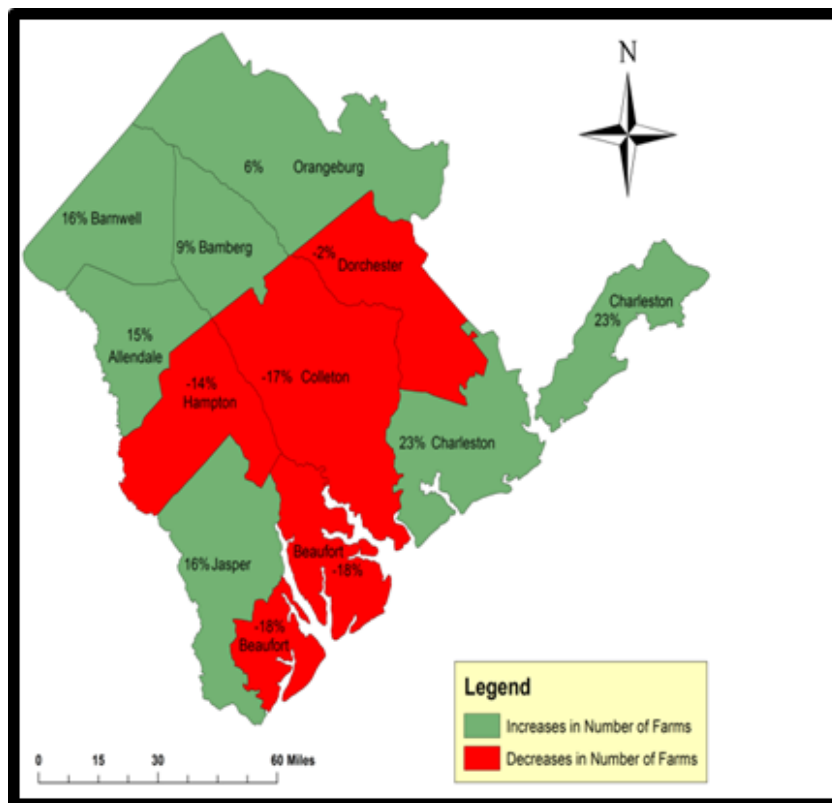 N
6% Orangeburg
16% Barnwell
9% Bamberg
-2%
Dorchester
Charleston
23%
15%
Allendale
-14%
Hampton
-17% Colleton
23% Charleston
Beaufort
-18%
16% Jasper
-18%
Beaufort
Legend
Increases in Number of Farms
Decreases in Number of Farms
0 15 30 60 Miles